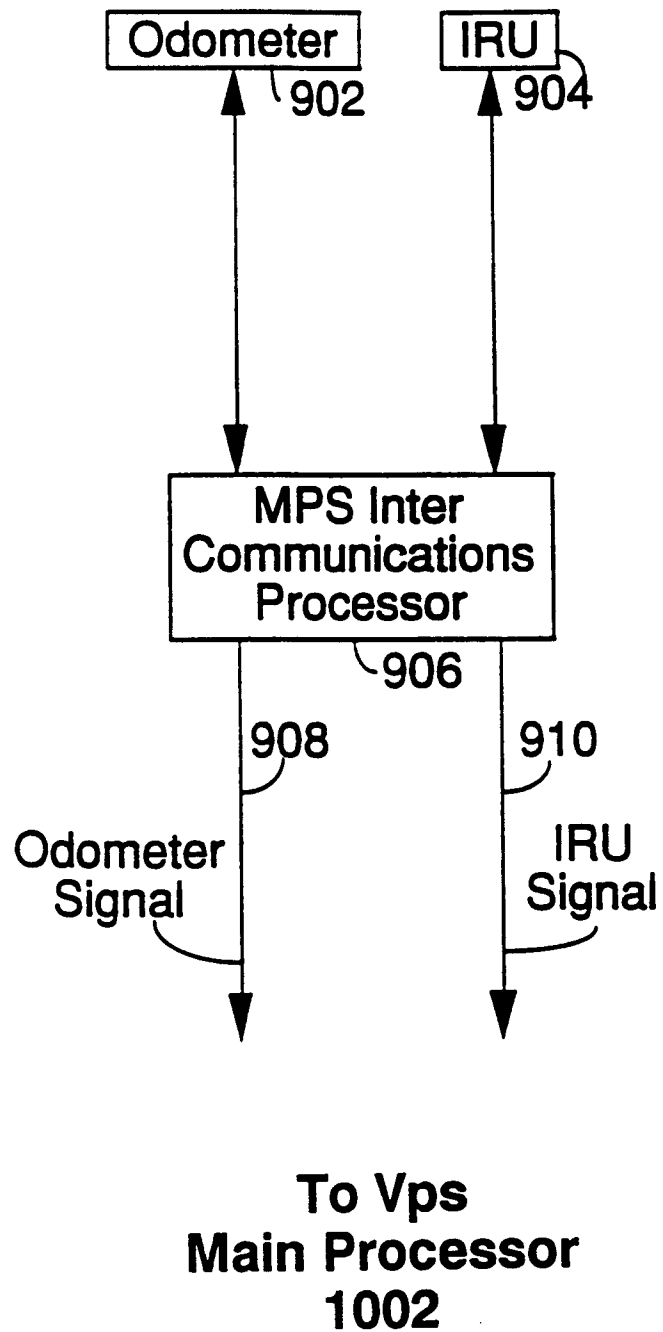 Odometer
IRU
902
904
MPS Inter
Communications
Processor
906
908
910
Odometer
Signal
IRU
Signal
To Vps
Main Processor
1002